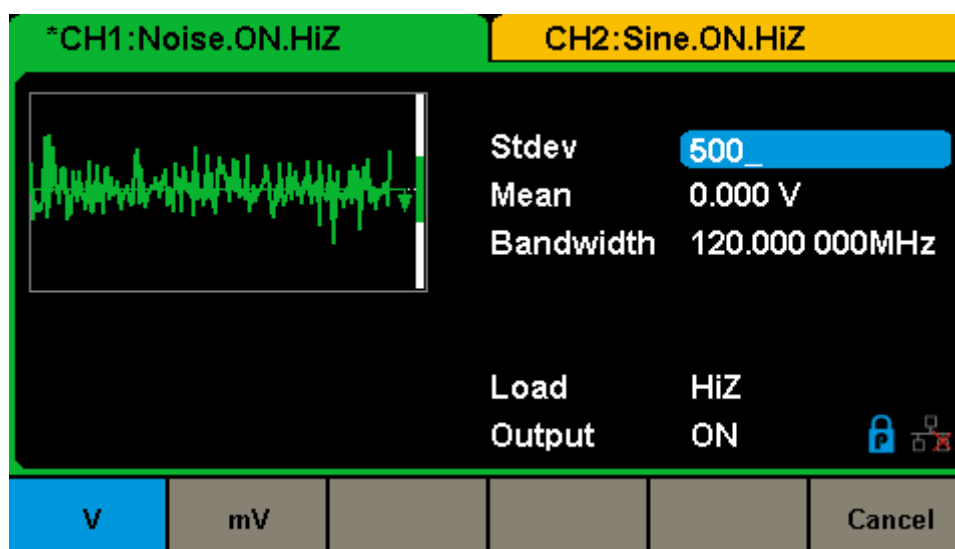 *CH1:Noise.ON.HiZ CH2:Sine.ON.HiZ
Stdev 500_
Mean 0.000 V
Bandwidth 120.000 000MHz
Load HiZ
Output ON P
V mV Cancel